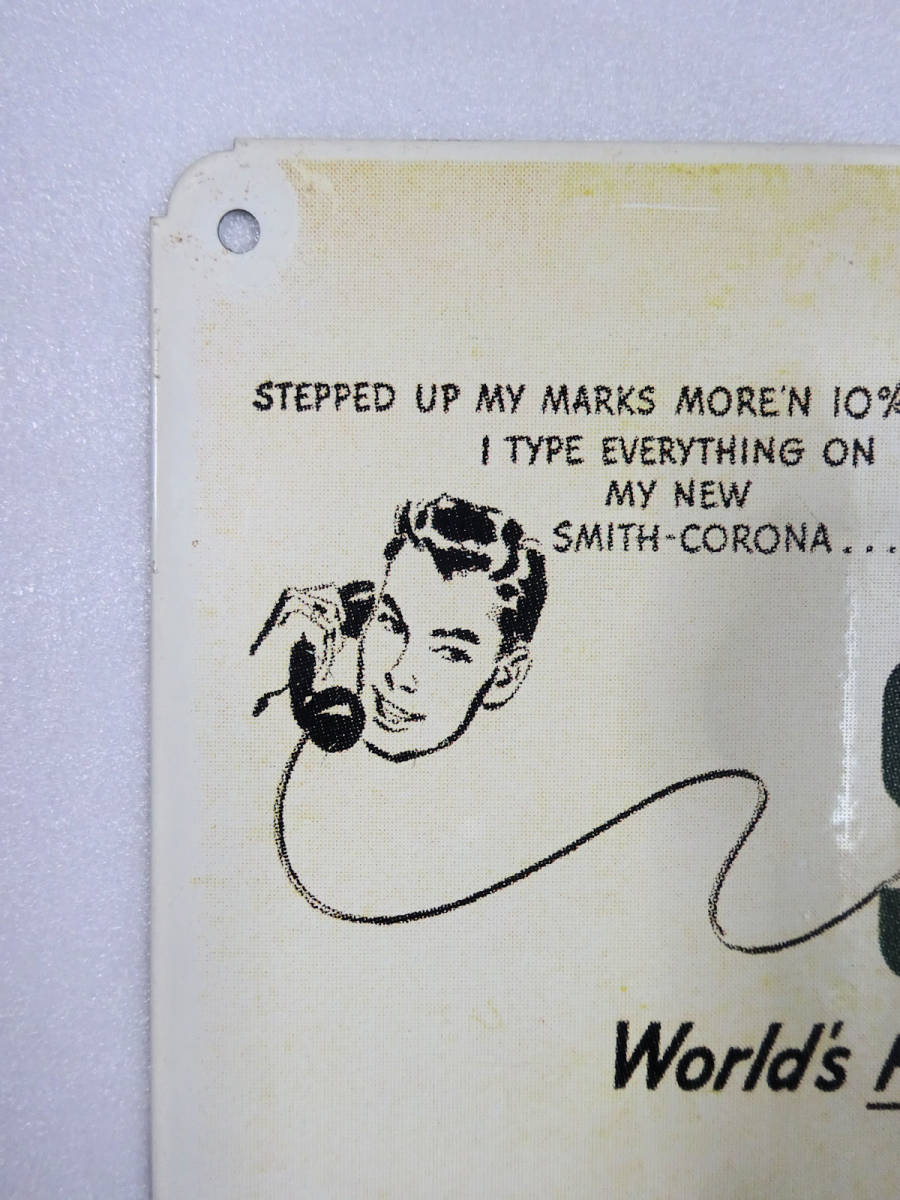 STEPPED UP MY MARKS MORE'N 10%
I TYPE EVERYTHING ON
MY NEW
SMITH-CORONA...
World's